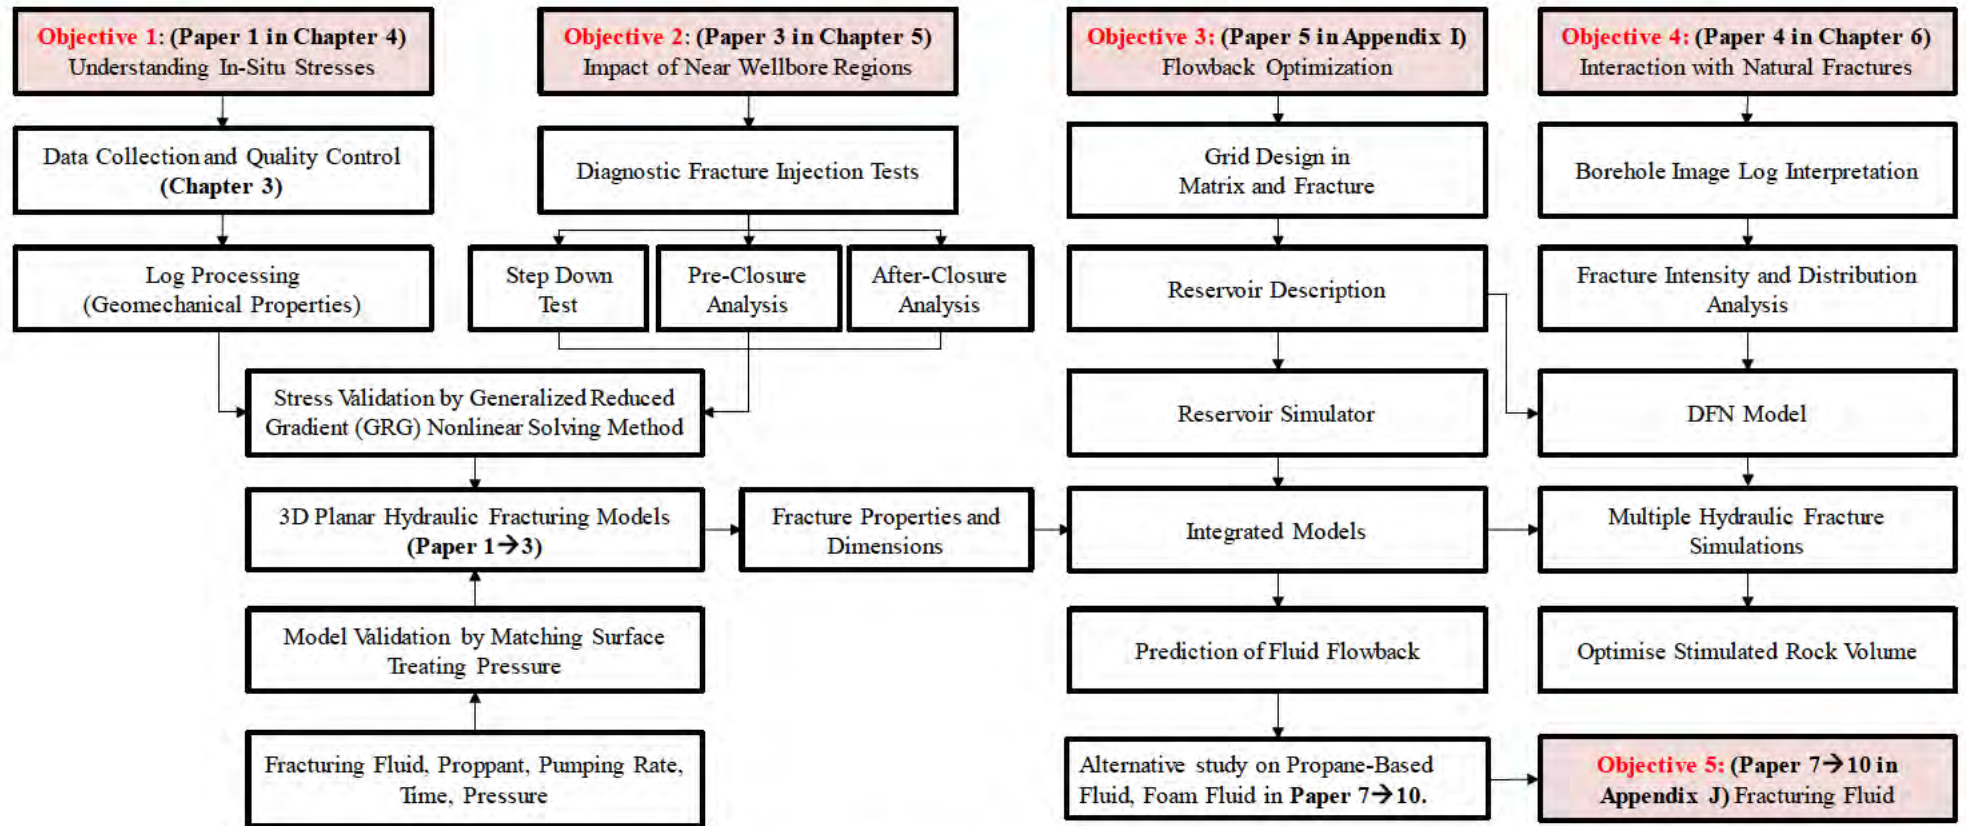 Objective 1: (Paper 1 in Chapter 4)
Understanding In-Situ Stresses
Data Collection and Quality Control
(Chapter 3)
Log Processing
(Geomechanical Properties)
Objective 2: (Paper 3 in Chapter 5)
Impact of Near Wellbore Regions
Diagnostic Fracture Injection Tests
Step Down
Test
Pre-Closure
Analysis
After-Closure
Analysis
Stress Validation by Generalized Reduced
Gradient (GRG) Nonlinear Solving Method
3D Planar Hydraulic Fracturing Models
(Paper 1→3)
Model Validation by Matching Surface
Treating Pressure
Fracturing Fluid, Proppant, Pumping Rate,
Time, Pressure
Fracture Properties and
Dimensions
Objective 3: (Paper 5 in Appendix I)
Flowback Optimization
Grid Design in
Matrix and Fracture
Reservoir Description
Reservoir Simulator
Integrated Models
Prediction of Fluid Flowback
Alternative study on Propane-Based
Fluid, Foam Fluid in Paper 7→10.
Objective 4: (Paper 4 in Chapter 6)
Interaction with Natural Fractures
Borehole Image Log Interpretation
Fracture Intensity and Distribution
Analysis
DFN Model
Multiple Hydraulic Fracture
Simulations
Optimise Stimulated Rock Volume
Objective 5: (Paper 7→10 in
Appendix J) Fracturing Fluid